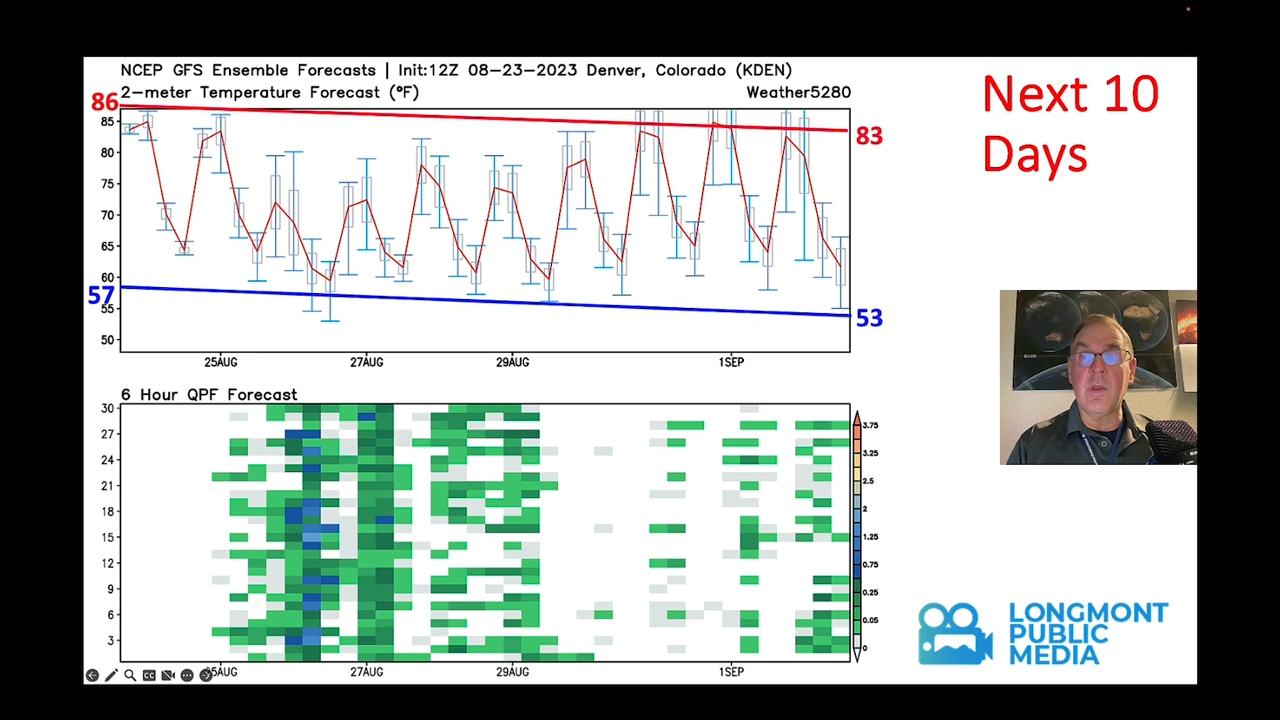 NCEP GFS Ensemble Forecasts | Init:12Z 08-23-2023 Denver, Colorado (KDEN)
2-meter Temperature Forecast (°F)
Weather5280
Next 10
Days
86
85
80
75
70
65
60
57
55
50
83
53
25AUG
27AUG
29AUG
1SEP
6 Hour QPF Forecast
30
27
24
21
18
15
12
9
6
3
3.75
3.25
2.5
2
1.25
0.75
0.25
0.05
0
25AUG
27AUG
29AUG
1SEP
CC
LONGMONT
PUBLIC
MEDIA